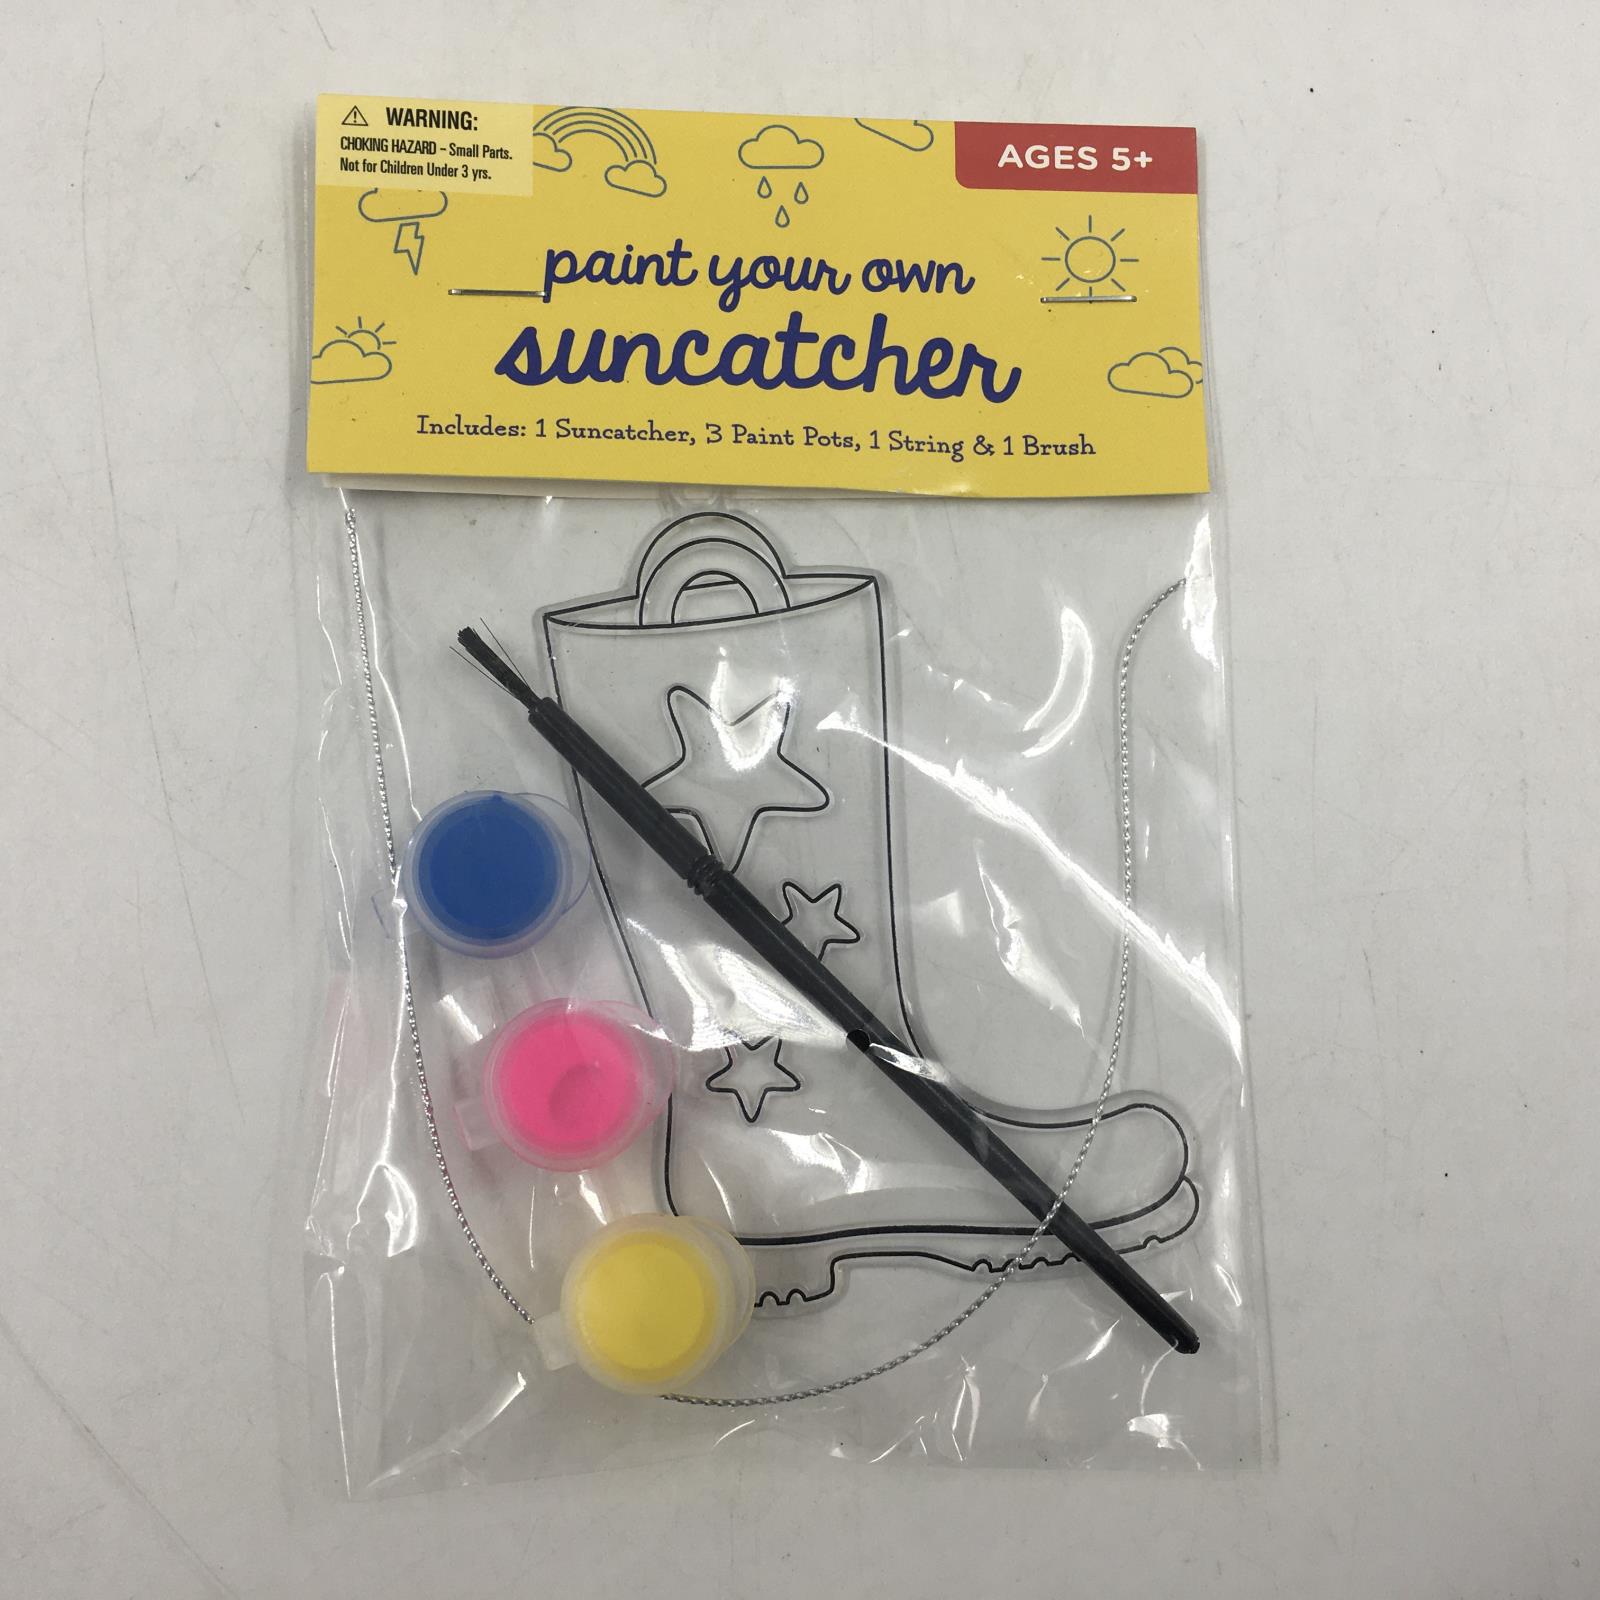 WARNING:
CHOKING HAZARD – Small Parts.
Not for Children Under 3 yrs.
AGES 5+
paint your own
suncatcher
Includes: 1 Suncatcher, 3 Paint Pots, 1 String & 1 Brush